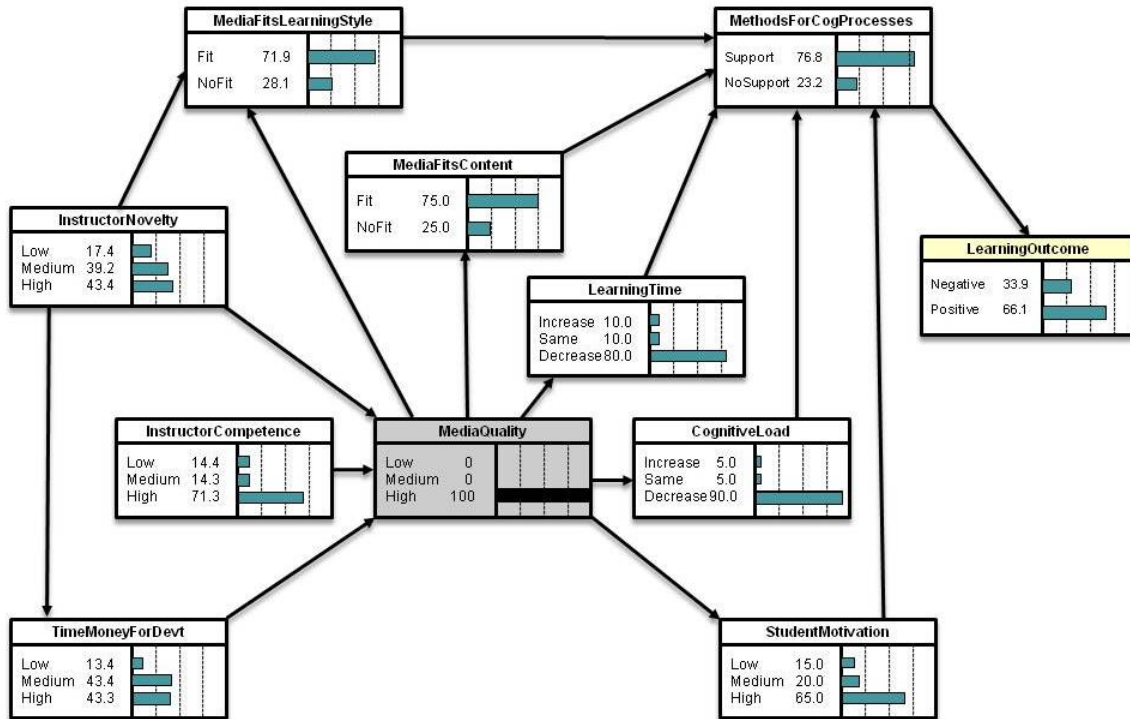 MediaFitsLearningStyle
Fit 71.9
NoFit 28.1
MethodsForCogProcesses
Support 76.8
NoSupport 23.2
MediaFitsContent
Fit 75.0
NoFit 25.0
InstructorNovelty
Low 17.4
Medium 39.2
High 43.4
LearningOutcome
Negative 33.9
Positive 66.1
LearningTime
Increase 10.0
Same 10.0
Decrease 80.0
InstructorCompetence
Low 14.4
Medium 14.3
High 71.3
MediaQuality
Low 0
Medium 0
High 100
CognitiveLoad
Increase 5.0
Same 5.0
Decrease 90.0
TimeMoneyForDevt
Low 13.4
Medium 43.4
High 43.3
StudentMotivation
Low 15.0
Medium 20.0
High 65.0